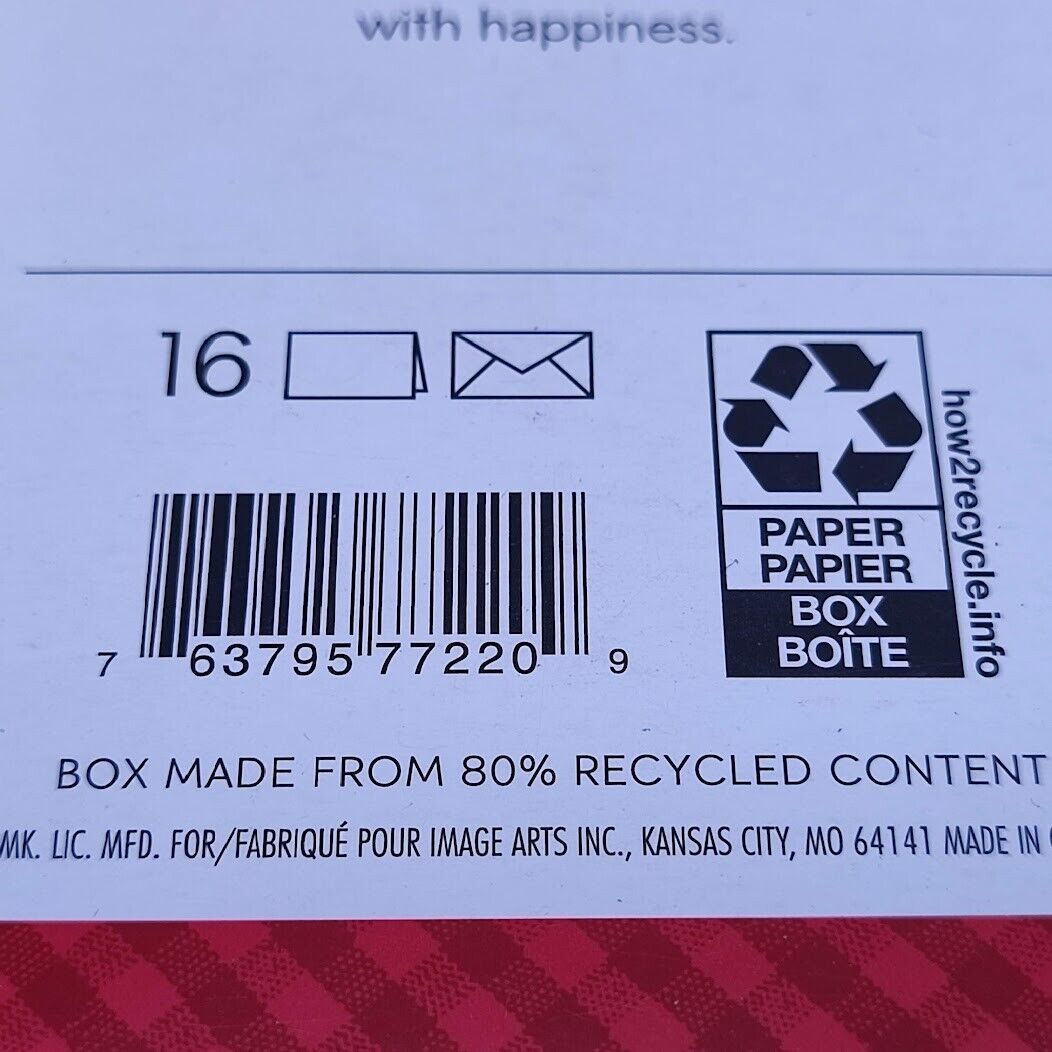 with happiness.
16
how2recycle.info
PAPER
PAPIER
BOX
BOÎTE
7 63795 77220 9
BOX MADE FROM 80% RECYCLED CONTENT
MK. LIC. MFD. FOR/FABRIQUÉ POUR IMAGE ARTS INC., KANSAS CITY, MO 64141 MADE IN